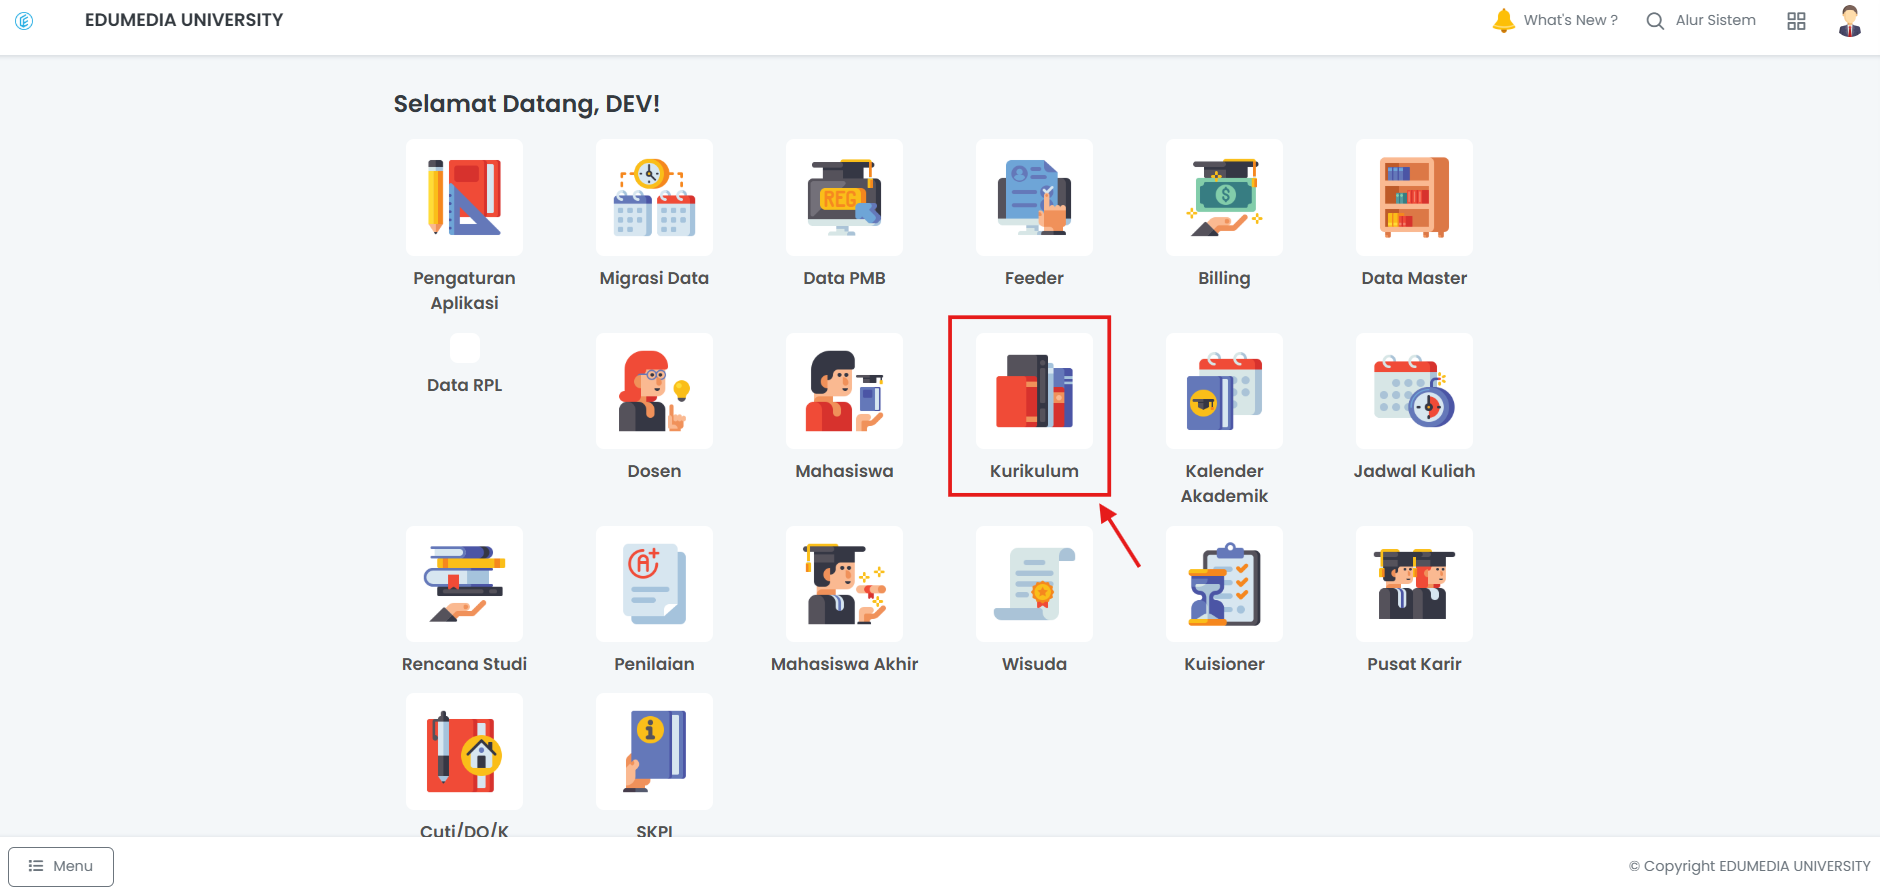 EDUMEDIA UNIVERSITY
What's New ?
Alur Sistem
Selamat Datang, DEV!
REG
Pengaturan
Aplikasi
Migrasi Data
Data PMB
Feeder
Billing
Data Master
Data RPL
Dosen
Mahasiswa
Kurikulum
Kalender
Akademik
Jadwal Kuliah
A+
Rencana Studi
Penilaian
Mahasiswa Akhir
Wisuda
Kuisioner
Pusat Karir
Cuti/DO/K
SKPI
Menu
© Copyright EDUMEDIA UNIVERSITY